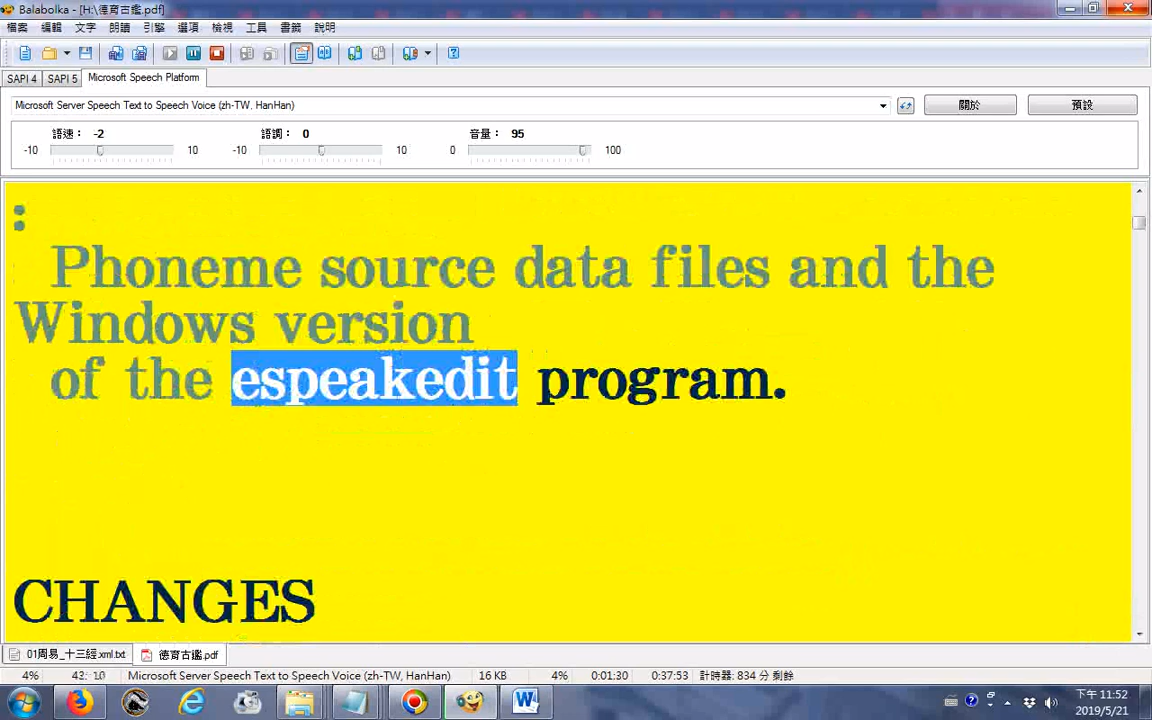 Balabolka - [H:\德育古鑑.pdf]
檔案 編輯 文字 朗讀 引擎 選項 檢視 工具 書籤 說明
SAPI 4 SAPI 5 Microsoft Speech Platform
Microsoft Server Speech Text to Speech Voice (zh-TW, HanHan) 關於 預設
語速： -2 語調： 0 音量： 95
-10 10 -10 10 0 100
:
Phoneme source data files and the
Windows version
of the espeakedit program.
CHANGES
01周易_十三經.xml.txt 德育古鑑.pdf
4% 42: 10 Microsoft Server Speech Text to Speech Voice (zh-TW, HanHan) 16 KB 4% 0:01:30 0:37:53 計時器: 834 分 剩餘
下午 11:52
2019/5/21